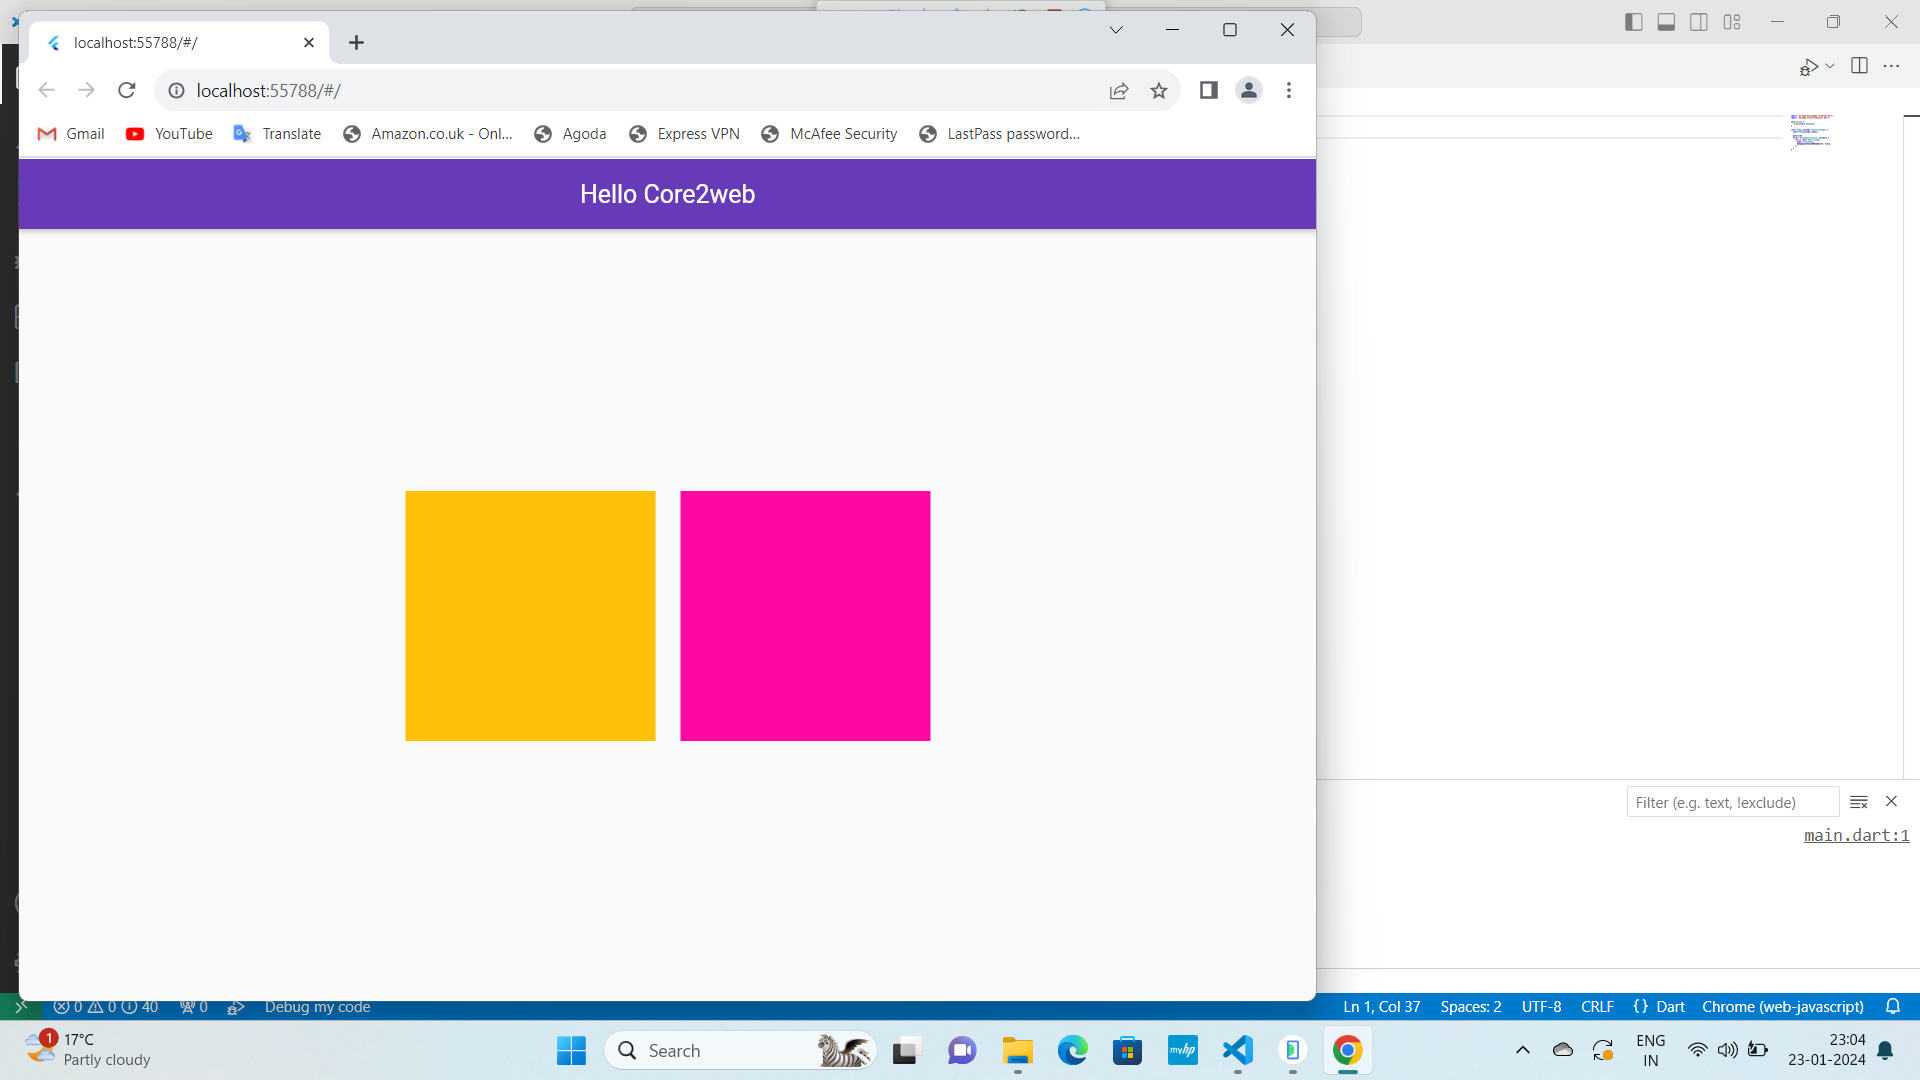 localhost:55788/#/
localhost:55788/#/
Gmail
YouTube
Translate
Amazon.co.uk - Onl...
Agoda
Express VPN
McAfee Security
LastPass password...
Hello Core2web
Filter (e.g. text, !exclude)
main.dart:1
0 0 40 0 Debug my code
Ln 1, Col 37 Spaces: 2 UTF-8 CRLF {} Dart Chrome (web-javascript)
1
17°C
Partly cloudy
Search
myhp
ENG
IN
23:04
23-01-2024